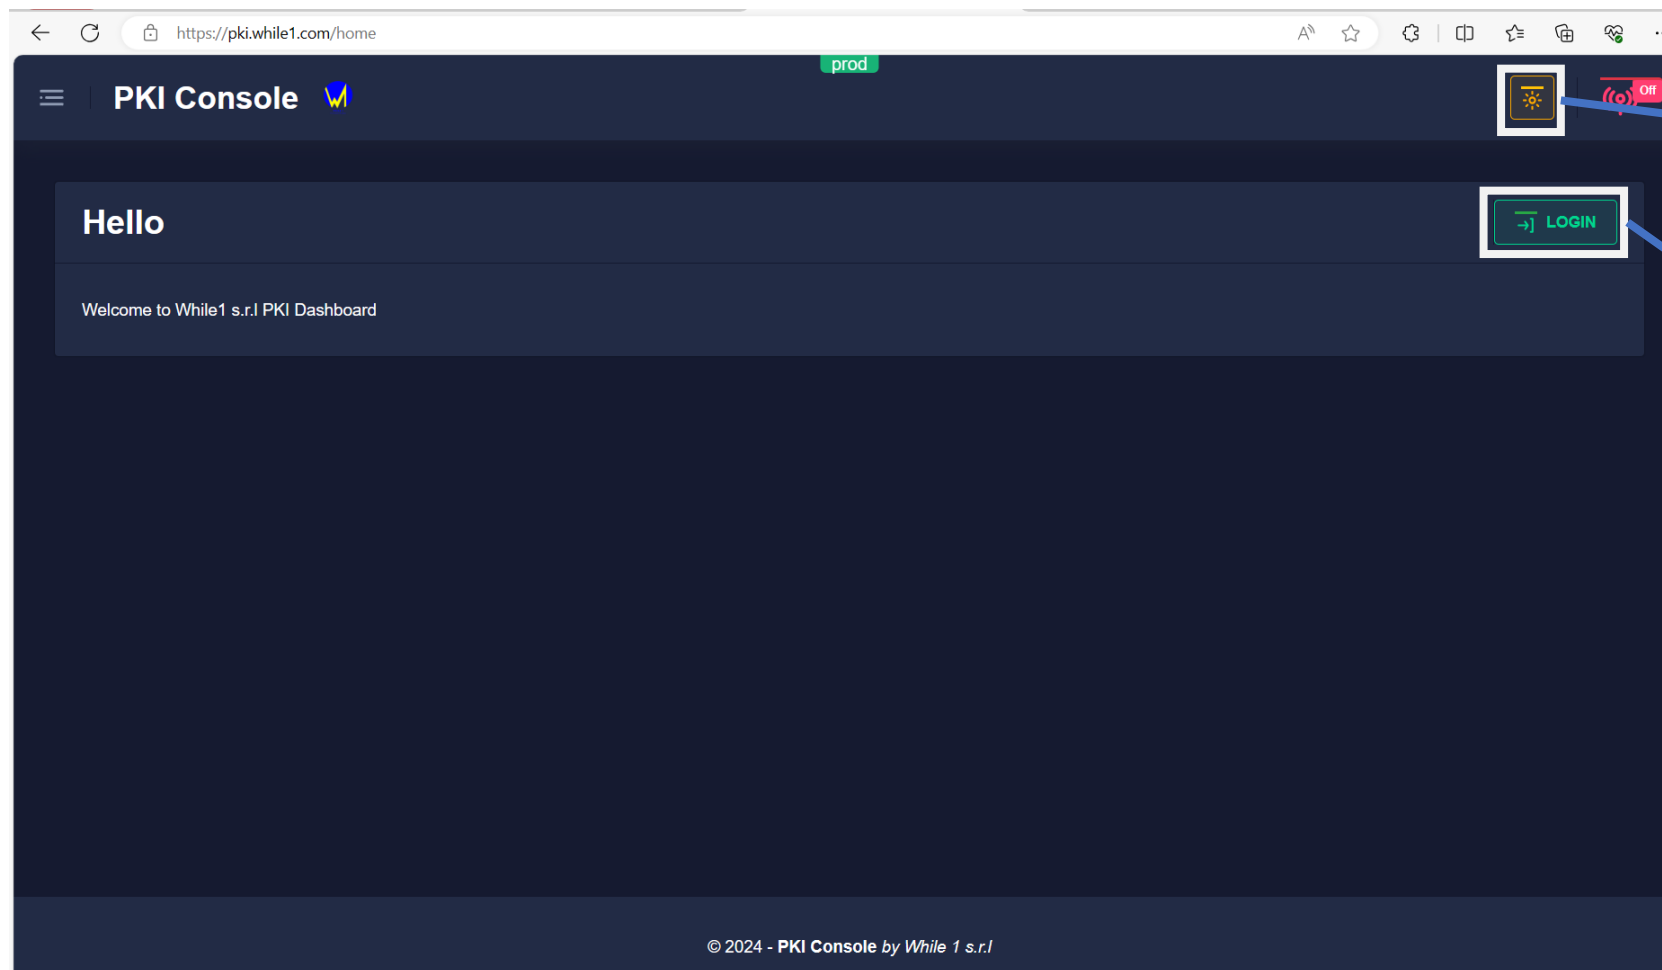 https://pki.while1.com/home
prod
PKI Console
Off
Hello
LOGIN
Welcome to While1 s.r.l PKI Dashboard
© 2024 - PKI Console by While 1 s.r.l